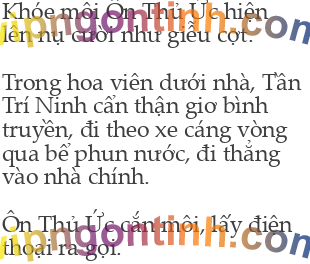 Khóe môi Ôn Thủ Ức hiện
lên nụ cười như giễu cợt.
Trong hoa viên dưới nhà, Tần
Trí Ninh cẩn thận giơ bình
truyền, đi theo xe cáng vòng
qua bể phun nước, đi thẳng
vào nhà chính.
Ôn Thủ Ức cắn môi, lấy điện
thoại ra gọi.